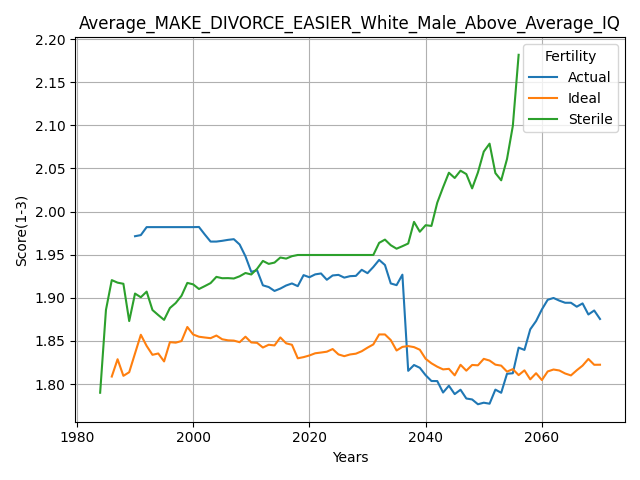 Average_MAKE_DIVORCE_EASIER_White_Male_Above_Average_IQ
Fertility
Actual
Ideal
Sterile
Score(1-3)
2.20
2.15
2.10
2.05
2.00
1.95
1.90
1.85
1.80
1980
2000
2020
2040
2060
Years